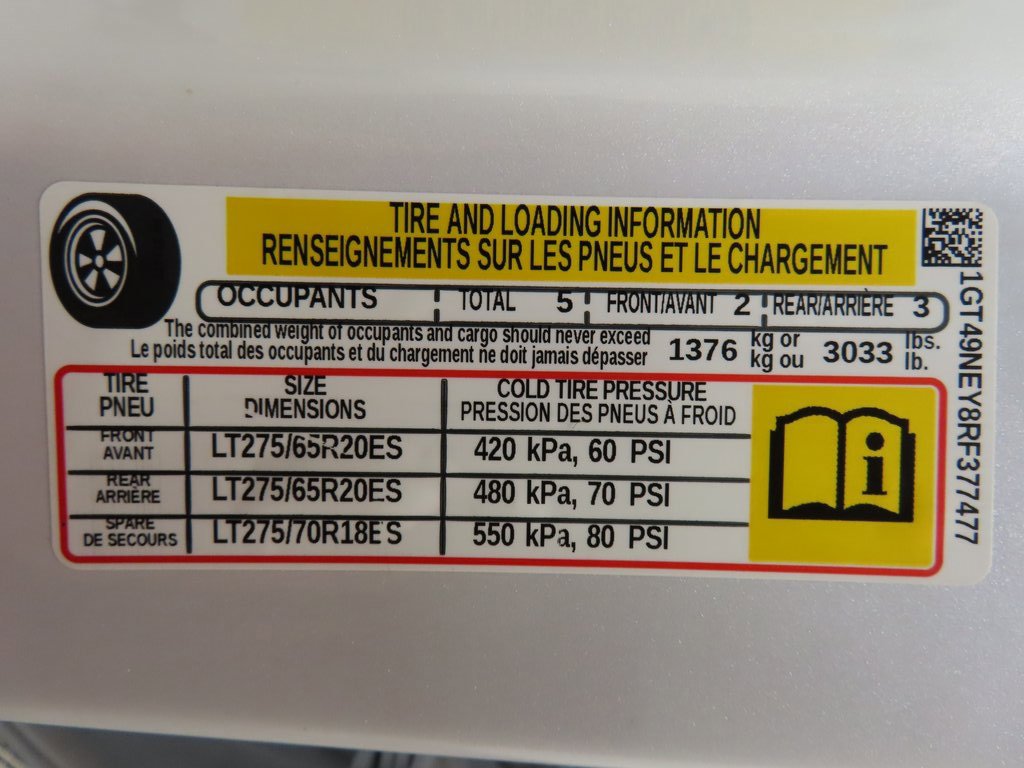 TIRE AND LOADING INFORMATION
RENSEIGNEMENTS SUR LES PNEUS ET LE CHARGEMENT
OCCUPANTS TOTAL 5 FRONT/AVANT 2 REAR/ARRIÈRE 3
The combined weight of occupants and cargo should never exceed 1376 kg or 3033 lbs.
Le poids total des occupants et du chargement ne doit jamais dépasser kg ou lb.
TIRE SIZE COLD TIRE PRESSURE
PNEU DIMENSIONS PRESSION DES PNEUS À FROID
FRONT
AVANT LT275/65R20ES 420 kPa, 60 PSI
REAR
ARRIÈRE LT275/65R20ES 480 kPa, 70 PSI
SPARE
DE SECOURS LT275/70R18ES 550 kPa, 80 PSI
i
1GT49NEY8RF377477